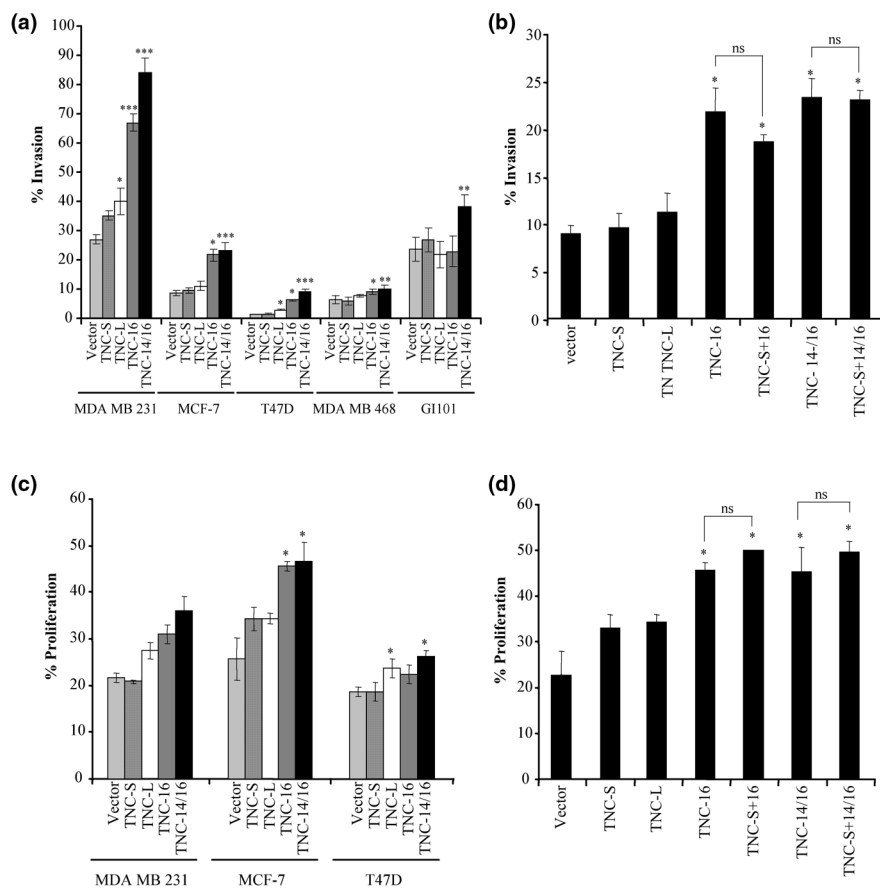 (a)
% Invasion
100
90
80
70
60
50
40
30
20
10
0
***
***
*
*
***
*
*
***
*
**
**
Vector
TNC-S
TNC-L
TNC-16
TNC-14/16
Vector
TNC-S
TNC-L
TNC-16
TNC-14/16
Vector
TNC-S
TNC-L
TNC-16
TNC-14/16
Vector
TNC-S
TNC-L
TNC-16
TNC-14/16
Vector
TNC-S
TNC-L
TNC-16
TNC-14/16
MDA MB 231
MCF-7
T47D
MDA MB 468
GI101
(b)
% Invasion
30
25
20
15
10
5
0
ns
ns
*
*
*
*
vector
TNC-S
TN TNC-L
TNC-16
TNC-S+16
TNC- 14-/16
TNC-S+14/16
(c)
% Proliferation
60
50
40
30
20
10
0
*
*
*
*
Vector
TNC-S
TNC-L
TNC-16
TNC-14/16
Vector
TNC-S
TNC-L
TNC-16
TNC-14/16
Vector
TNC-S
TNC-L
TNC-16
TNC-14/16
MDA MB 231
MCF-7
T47D
(d)
% Proliferation
60
50
40
30
20
10
0
ns
ns
*
*
*
*
Vector
TNC-S
TNC-L
TNC-16
TNC-S+16
TNC-14/16
TNC-S+14/16